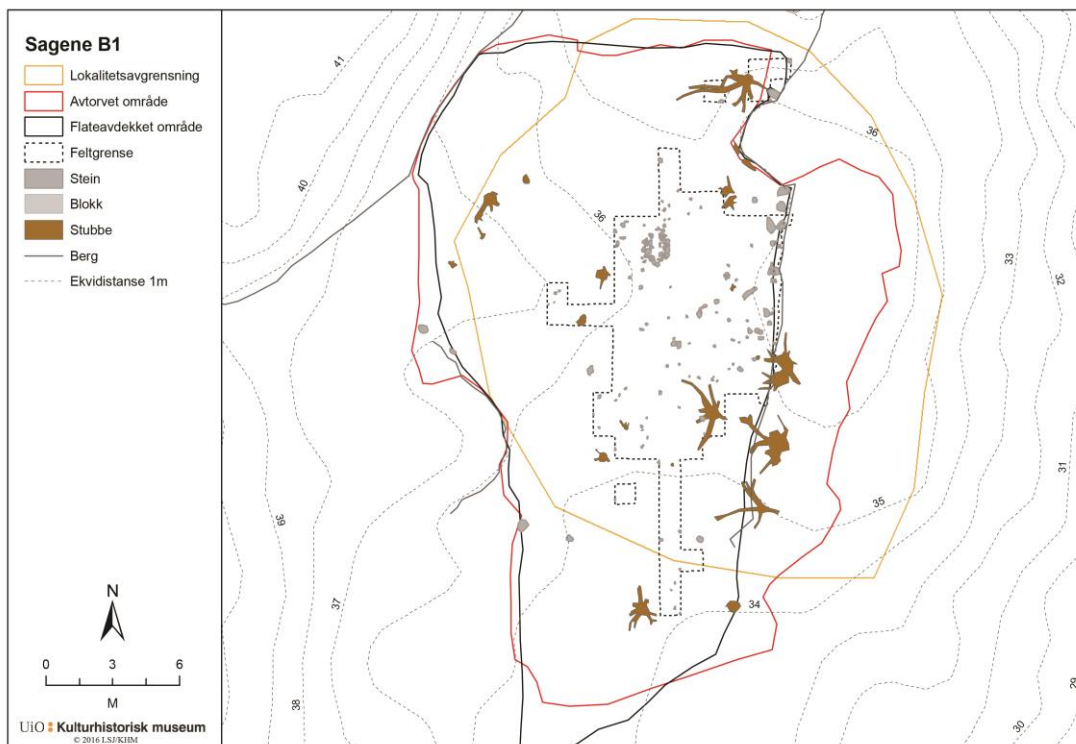 Sagene B1
Lokalitetsavgrensning
Avtorvet område
Flateavdekket område
Feltgrense
Stein
Blokk
Stubbe
Berg
Ekvidistanse 1m
N
0 3 6
M
UiO Kulturhistorisk museum
© 2016 LSJ/KHM
41
40
36
36
33
32
39
35
31
37
34
38
29
30